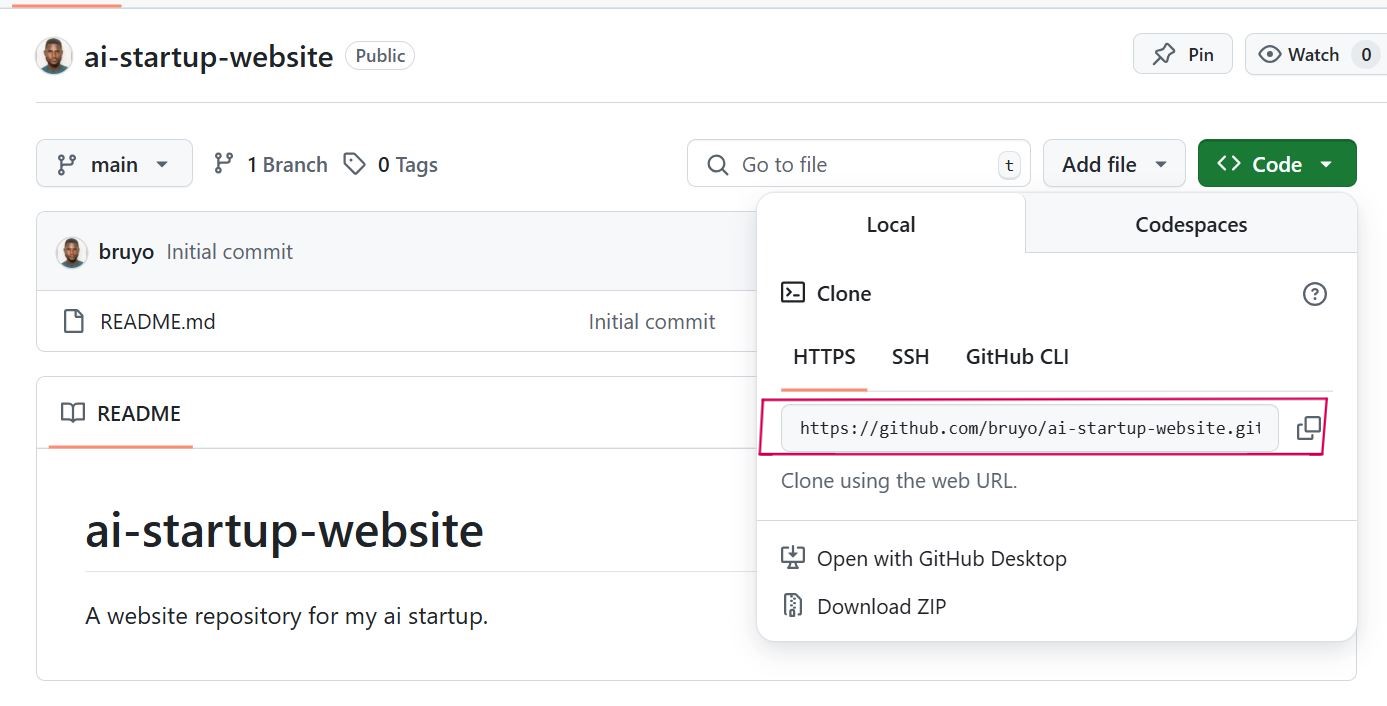 ai-startup-website Public Pin Watch 0
main 1 Branch 0 Tags Go to file t Add file Code
Local Codespaces
bruyo Initial commit
Clone
README.md Initial commit
HTTPS SSH GitHub CLI
README
https://github.com/bruyo/ai-startup-website.git
Clone using the web URL.
ai-startup-website
Open with GitHub Desktop
Download ZIP
A website repository for my ai startup.